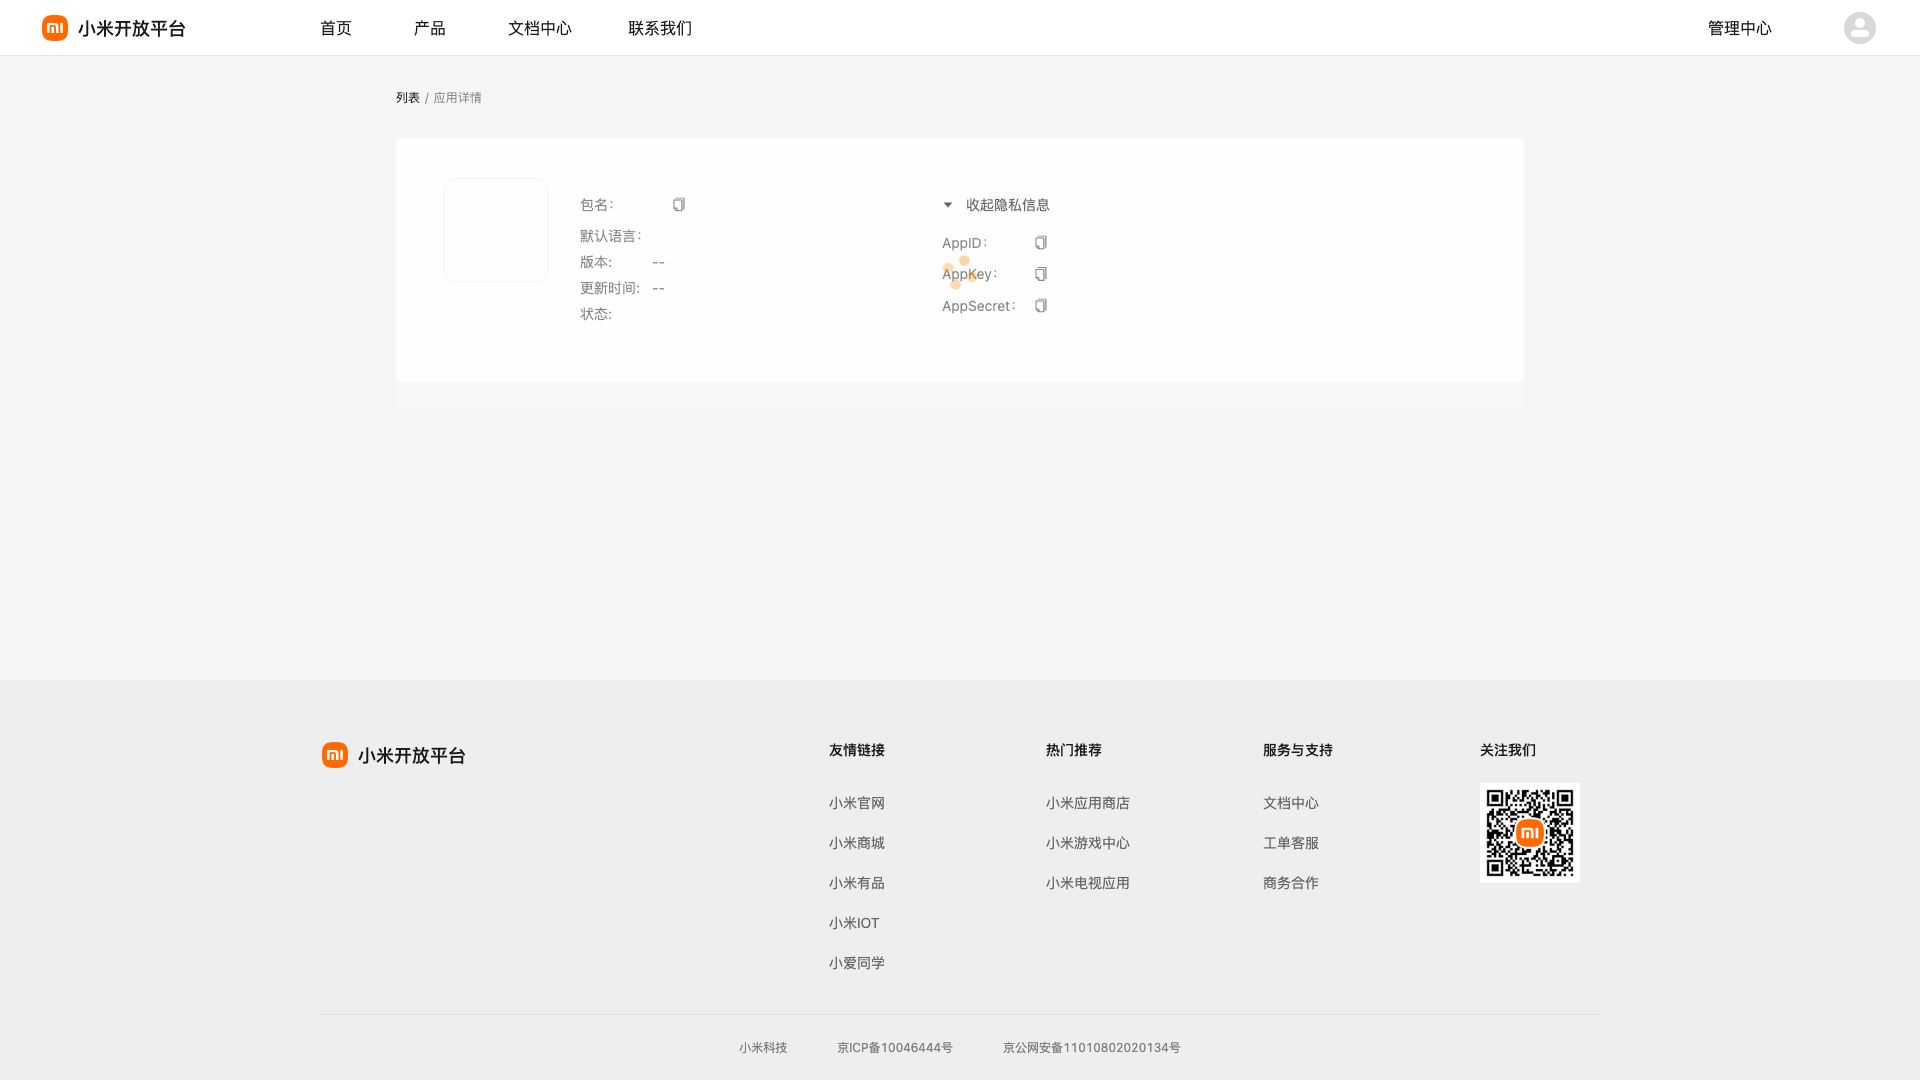 小米开放平台
首页
产品
文档中心
联系我们
管理中心
列表 / 应用详情
包名：
默认语言：
版本: --
更新时间: --
状态:
收起隐私信息
AppID：
AppKey：
AppSecret：
小米开放平台
友情链接
小米官网
小米商城
小米有品
小米IOT
小爱同学
热门推荐
小米应用商店
小米游戏中心
小米电视应用
服务与支持
文档中心
工单客服
商务合作
关注我们
小米科技
京ICP备10046444号
京公网安备11010802020134号